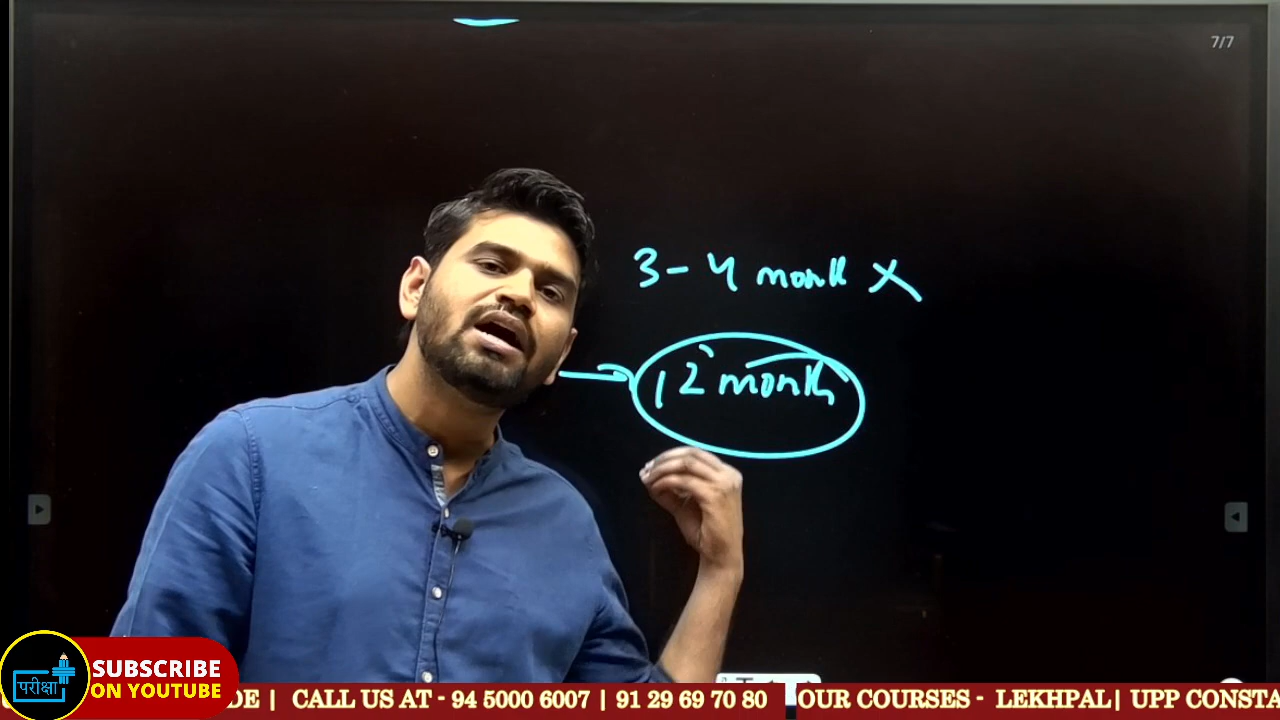 7/7
3-4 month X
12 month
परीक्षा
SUBSCRIBE
ON YOUTUBE
DE | CALL US AT - 94 5000 6007 | 91 29 69 70 80 OUR COURSES - LEKHPAL| UPP CONSTA